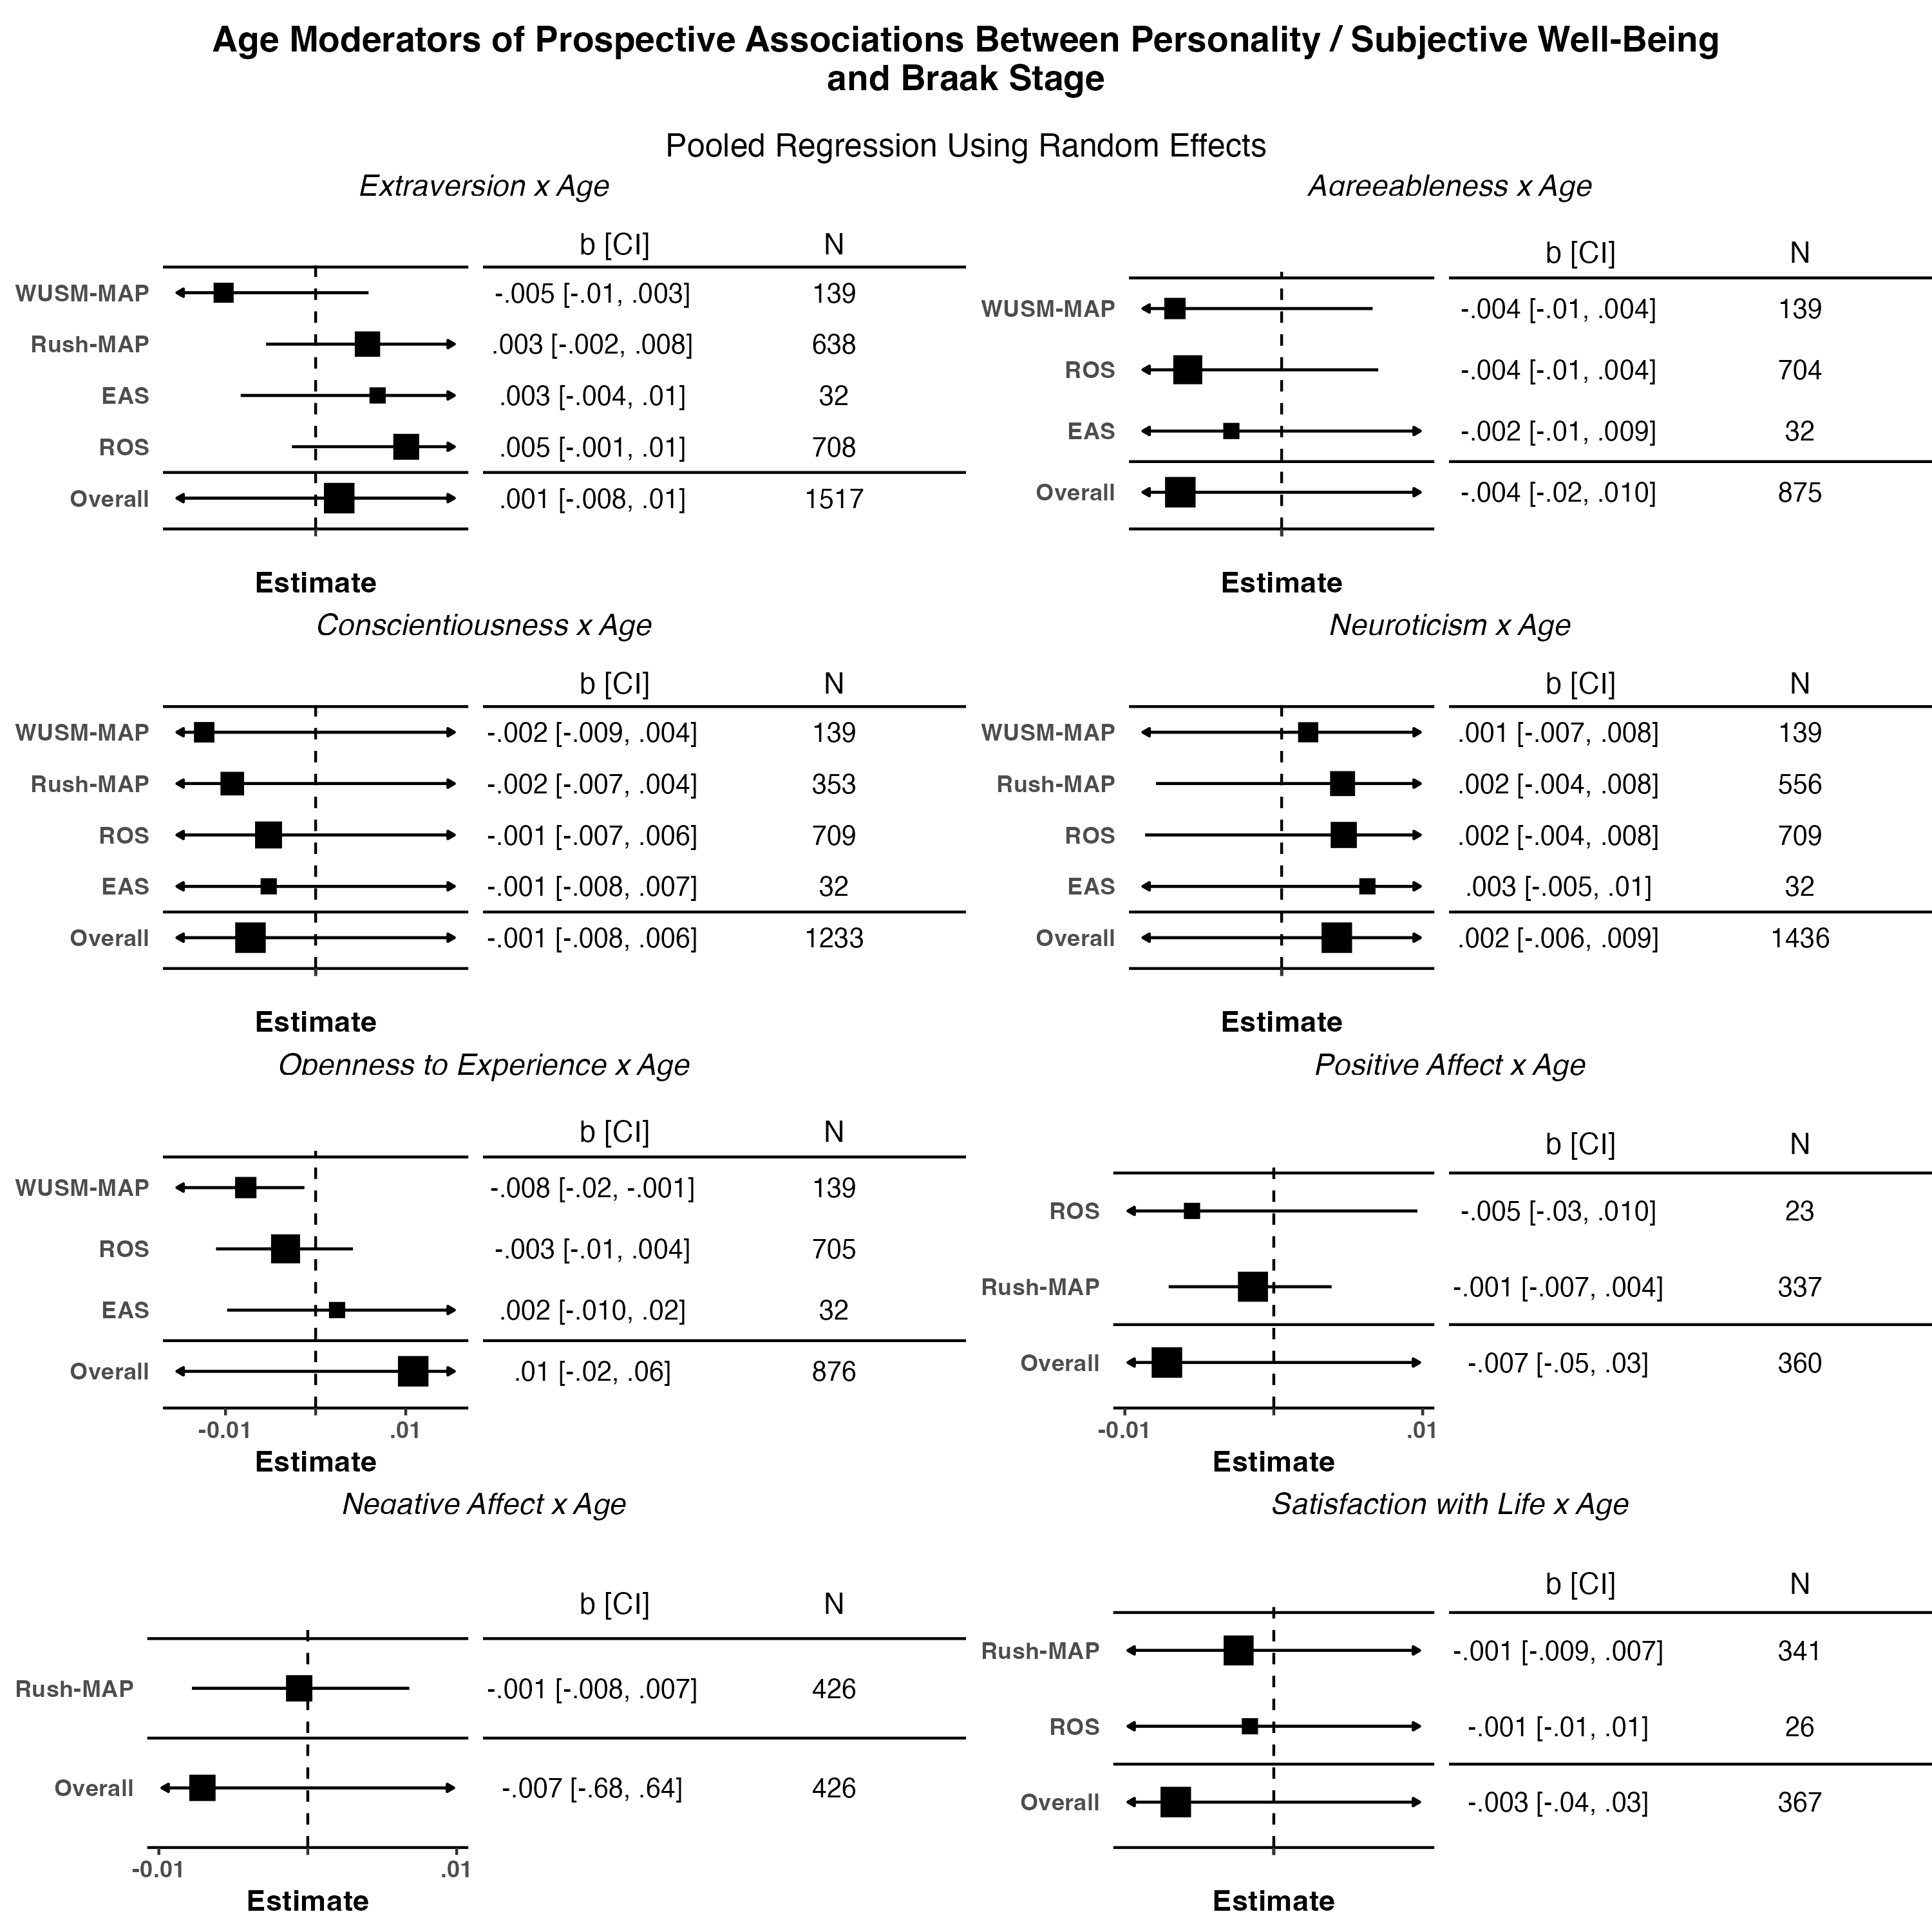 Age Moderators of Prospective Associations Between Personality / Subjective Well-Being
and Braak Stage
Pooled Regression Using Random Effects
Extraversion x Age
b [CI] N
WUSM-MAP -.005 [-.01, .003] 139
Rush-MAP .003 [-.002, .008] 638
EAS .003 [-.004, .01] 32
ROS .005 [-.001, .01] 708
Overall .001 [-.008, .01] 1517
Estimate
Agreeableness x Age
b [CI] N
WUSM-MAP -.004 [-.01, .004] 139
ROS -.004 [-.01, .004] 704
EAS -.002 [-.01, .009] 32
Overall -.004 [-.02, .010] 875
Estimate
Conscientiousness x Age
b [CI] N
WUSM-MAP -.002 [-.009, .004] 139
Rush-MAP -.002 [-.007, .004] 353
ROS -.001 [-.007, .006] 709
EAS -.001 [-.008, .007] 32
Overall -.001 [-.008, .006] 1233
Estimate
Neuroticism x Age
b [CI] N
WUSM-MAP .001 [-.007, .008] 139
Rush-MAP .002 [-.004, .008] 556
ROS .002 [-.004, .008] 709
EAS .003 [-.005, .01] 32
Overall .002 [-.006, .009] 1436
Estimate
Openness to Experience x Age
b [CI] N
WUSM-MAP -.008 [-.02, -.001] 139
ROS -.003 [-.01, .004] 705
EAS .002 [-.010, .02] 32
Overall .01 [-.02, .06] 876
-0.01 .01
Estimate
Positive Affect x Age
b [CI] N
ROS -.005 [-.03, .010] 23
Rush-MAP -.001 [-.007, .004] 337
Overall -.007 [-.05, .03] 360
-0.01 .01
Estimate
Negative Affect x Age
b [CI] N
Rush-MAP -.001 [-.008, .007] 426
Overall -.007 [-.68, .64] 426
-0.01 .01
Estimate
Satisfaction with Life x Age
b [CI] N
Rush-MAP -.001 [-.009, .007] 341
ROS -.001 [-.01, .01] 26
Overall -.003 [-.04, .03] 367
Estimate